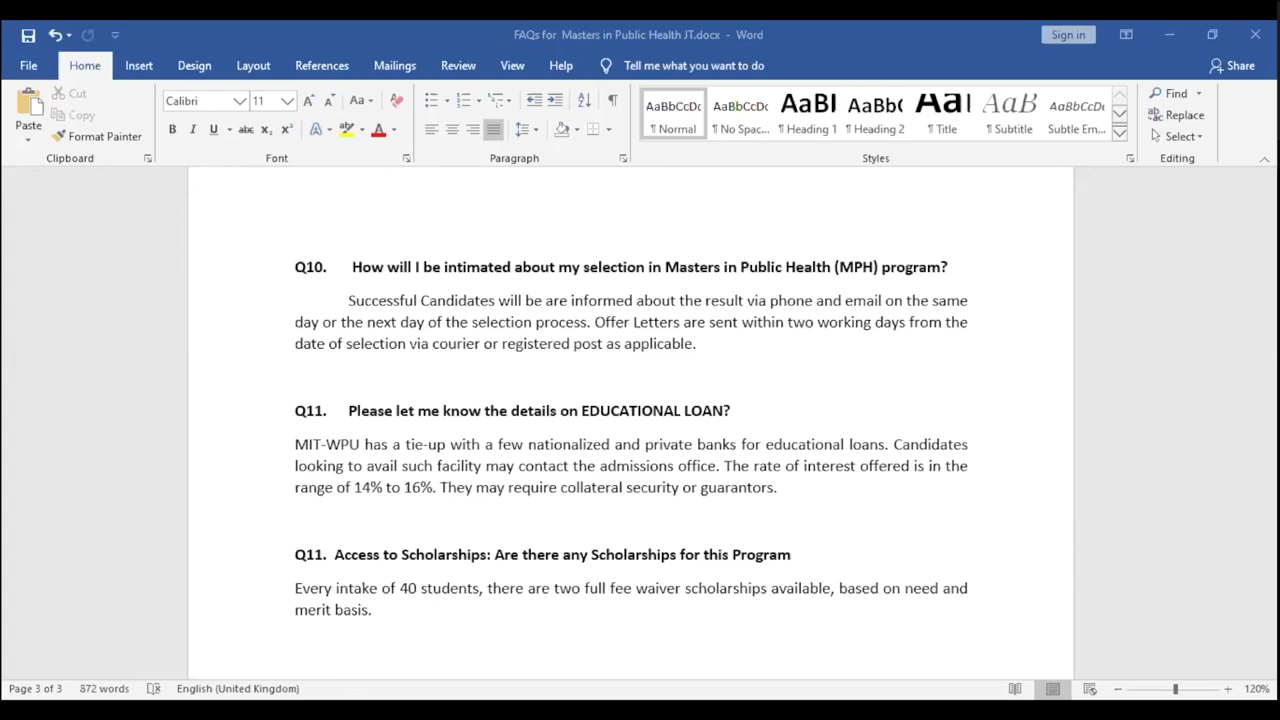 FAQs for Masters in Public Health JT.docx - Word
Sign in
File Home Insert Design Layout References Mailings Review View Help Tell me what you want to do Share
Paste
Cut
Copy
Format Painter
Calibri 11
AaBbCcDc AaBbCcDc AaBl AaBbC AaBl AaB AaBbCcDc
¶ Normal ¶ No Spac... ¶ Heading 1 ¶ Heading 2 ¶ Title ¶ Subtitle Subtle Em...
Find
Replace
Select
Clipboard Font Paragraph Styles Editing
Q10. How will I be intimated about my selection in Masters in Public Health (MPH) program?
Successful Candidates will be are informed about the result via phone and email on the same
day or the next day of the selection process. Offer Letters are sent within two working days from the
date of selection via courier or registered post as applicable.
Q11. Please let me know the details on EDUCATIONAL LOAN?
MIT-WPU has a tie-up with a few nationalized and private banks for educational loans. Candidates
looking to avail such facility may contact the admissions office. The rate of interest offered is in the
range of 14% to 16%. They may require collateral security or guarantors.
Q11. Access to Scholarships: Are there any Scholarships for this Program
Every intake of 40 students, there are two full fee waiver scholarships available, based on need and
merit basis.
Page 3 of 3 872 words English (United Kingdom) 120%